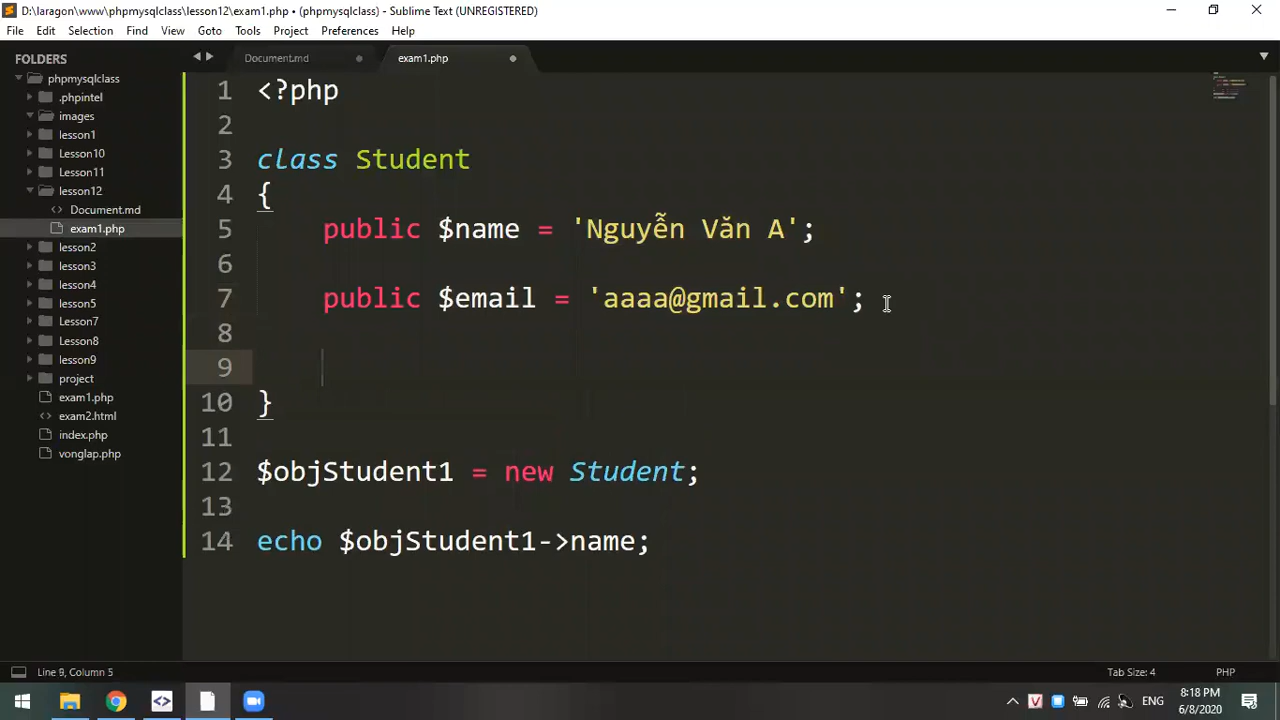 D:\laragon\www\phpmysqlclass\lesson12\exam1.php • (phpmysqlclass) - Sublime Text (UNREGISTERED)
File Edit Selection Find View Goto Tools Project Preferences Help
FOLDERS
phpmysqlclass
.phpintel
images
lesson1
Lesson10
Lesson11
lesson12
Document.md
exam1.php
lesson2
lesson3
lesson4
lesson5
Lesson7
Lesson8
lesson9
project
exam1.php
exam2.html
index.php
vonglap.php
Document.md exam1.php
1 <?php
2
3 class Student
4 {
5 public $name = 'Nguyễn Văn A';
6
7 public $email = 'aaaa@gmail.com';
8
9
10 }
11
12 $objStudent1 = new Student;
13
14 echo $objStudent1->name;
Line 9, Column 5 Tab Size: 4 PHP
ENG 8:18 PM
6/8/2020